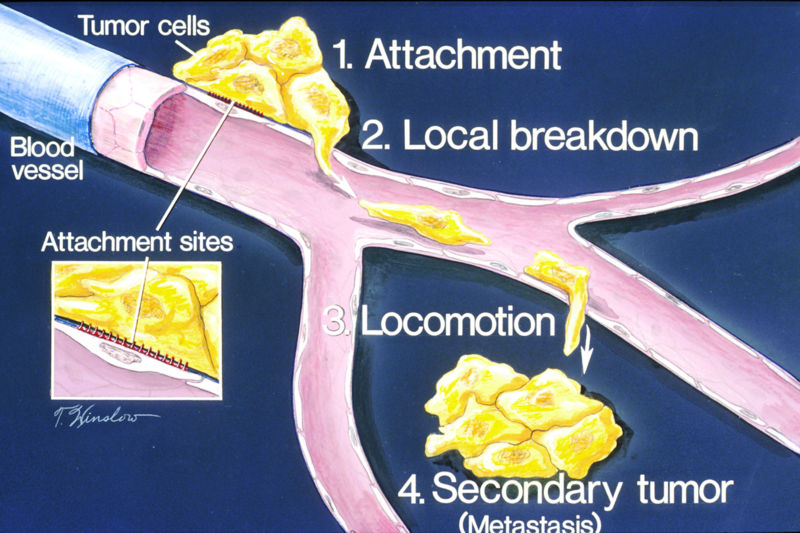 Tumor cells
1. Attachment
2. Local breakdown
Blood
vessel
Attachment sites
3. Locomotion
T. Winslow
4. Secondary tumor
(Metastasis)